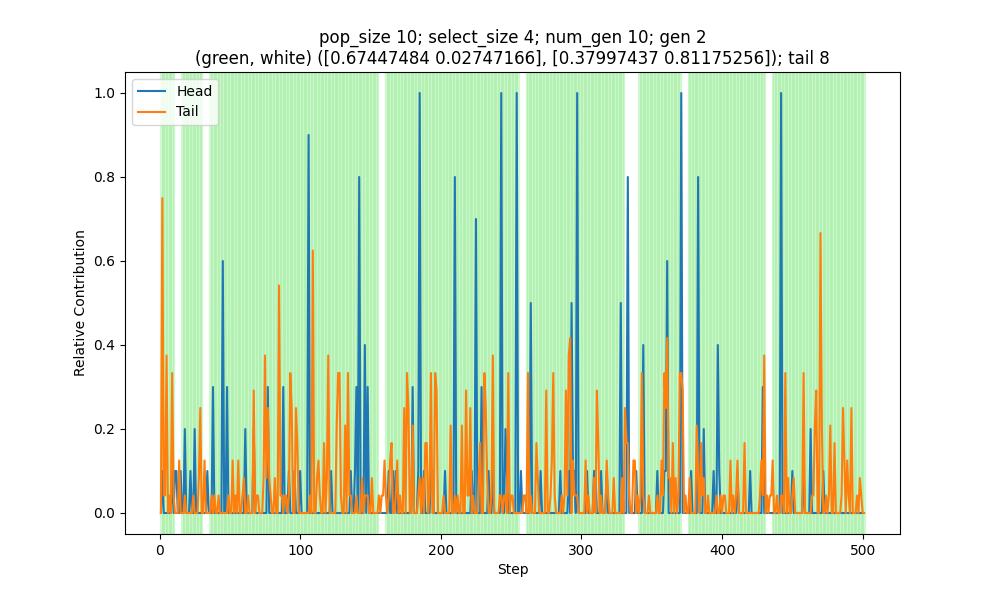 pop_size 10; select_size 4; num_gen 10; gen 2
(green, white) ([0.67447484 0.02747166], [0.37997437 0.81175256]); tail 8
Head
Tail
1.0
0.8
0.6
0.4
0.2
0.0
Relative Contribution
0 100 200 300 400 500
Step